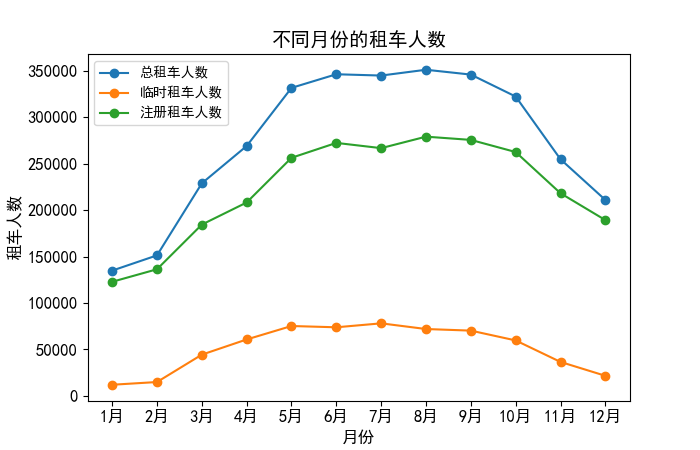 不同月份的租车人数
总租车人数
临时租车人数
注册租车人数
350000
300000
250000
200000
150000
100000
50000
0
租车人数
1月 2月 3月 4月 5月 6月 7月 8月 9月 10月 11月 12月
月份